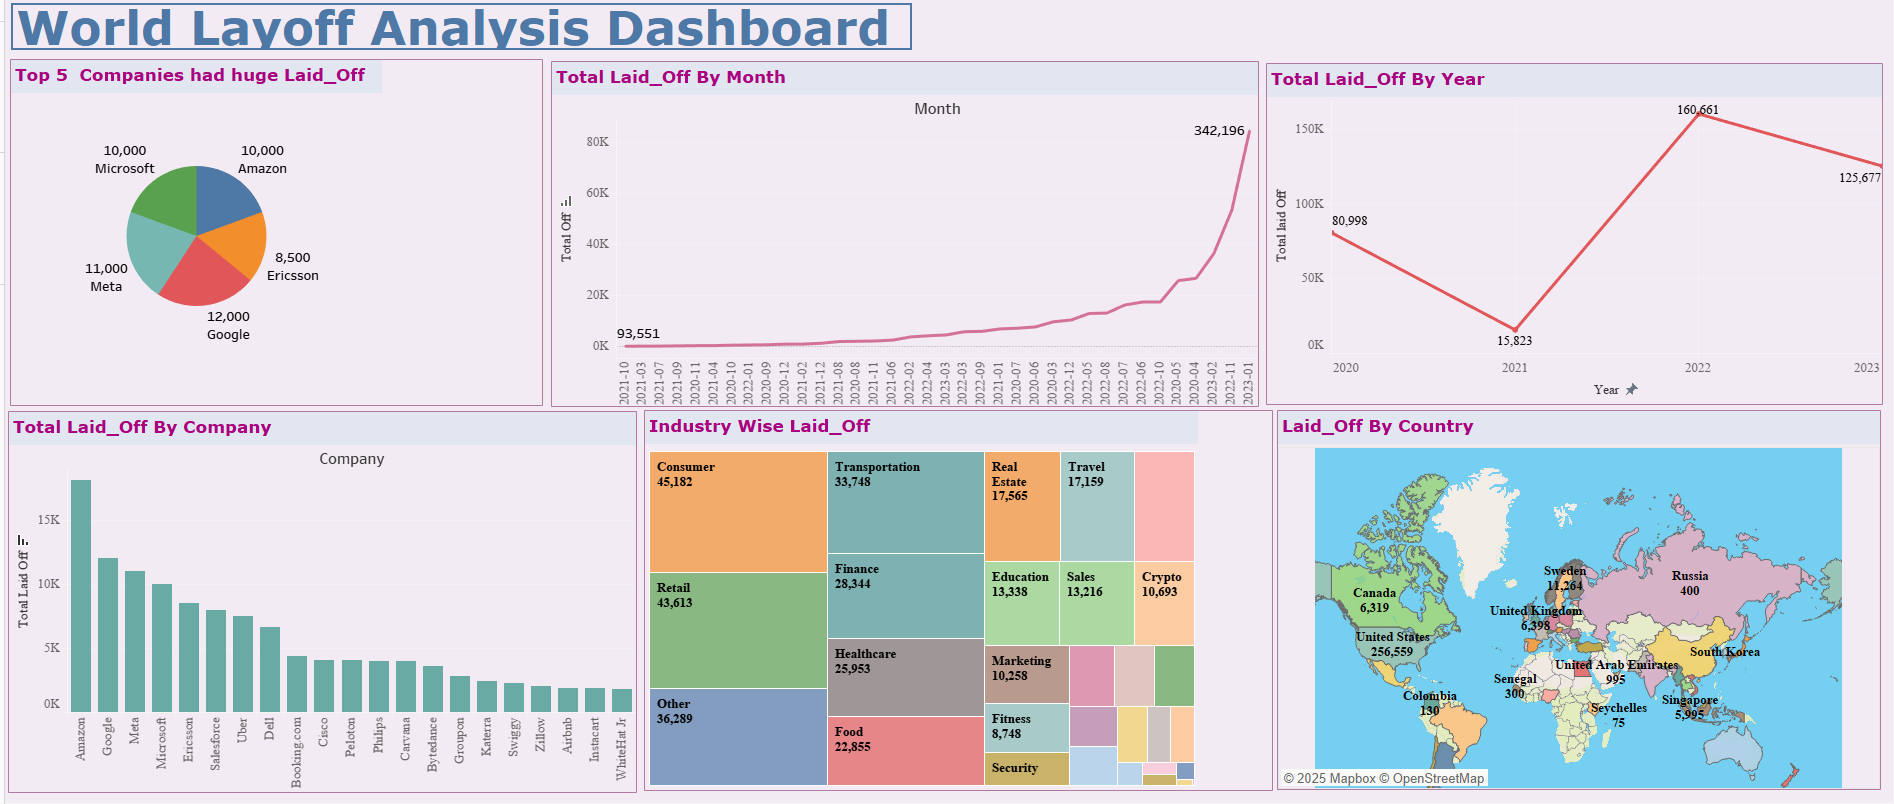 World Layoff Analysis Dashboard
Top 5  Companies had huge Laid_Off
10,000
Microsoft
10,000
Amazon
8,500
Ericsson
11,000
Meta
12,000
Google
Total Laid_Off By Month
Month
Total Off
80K
60K
40K
20K
0K
342,196
93,551
2021-10
2021-05
2021-07
2021-09
2020-11
2021-04
2020-10
2021-01
2020-09
2020-12
2021-02
2021-12
2021-08
2020-08
2021-11
2021-06
2022-02
2022-04
2022-03
2022-03
2022-09
2021-01
2020-07
2020-06
2020-03
2022-12
2022-05
2022-08
2022-07
2022-06
2022-10
2020-05
2020-04
2023-02
2022-11
2023-01
Total Laid_Off By Year
Total laid Off
150K
100K
50K
0K
80,998
15,823
160,661
125,677
2020
2021
2022
2023
Year
Total Laid_Off By Company
Company
Total Laid Off
15K
10K
5K
0K
Amazon
Google
Meta
Microsoft
Ericsson
Salesforce
Uber
Dell
Booking.com
Cisco
Peloton
Philips
Carvana
Bytedance
Groupon
Katerra
Swiggy
Zillow
Airbnb
Instacart
WhiteHat Jr
Industry Wise Laid_Off
Consumer
45,182
Retail
43,613
Other
36,289
Transportation
33,748
Finance
28,344
Healthcare
25,953
Food
22,855
Real
Estate
17,565
Travel
17,159
Education
13,338
Sales
13,216
Crypto
10,693
Marketing
10,258
Fitness
8,748
Security
Laid_Off By Country
Sweden
11,264
Russia
400
Canada
6,319
United Kingdom
6,398
United States
256,559
South Korea
United Arab Emirates
995
Senegal
300
Colombia
130
Singapore
5,995
Seychelles
75
© 2025 Mapbox © OpenStreetMap